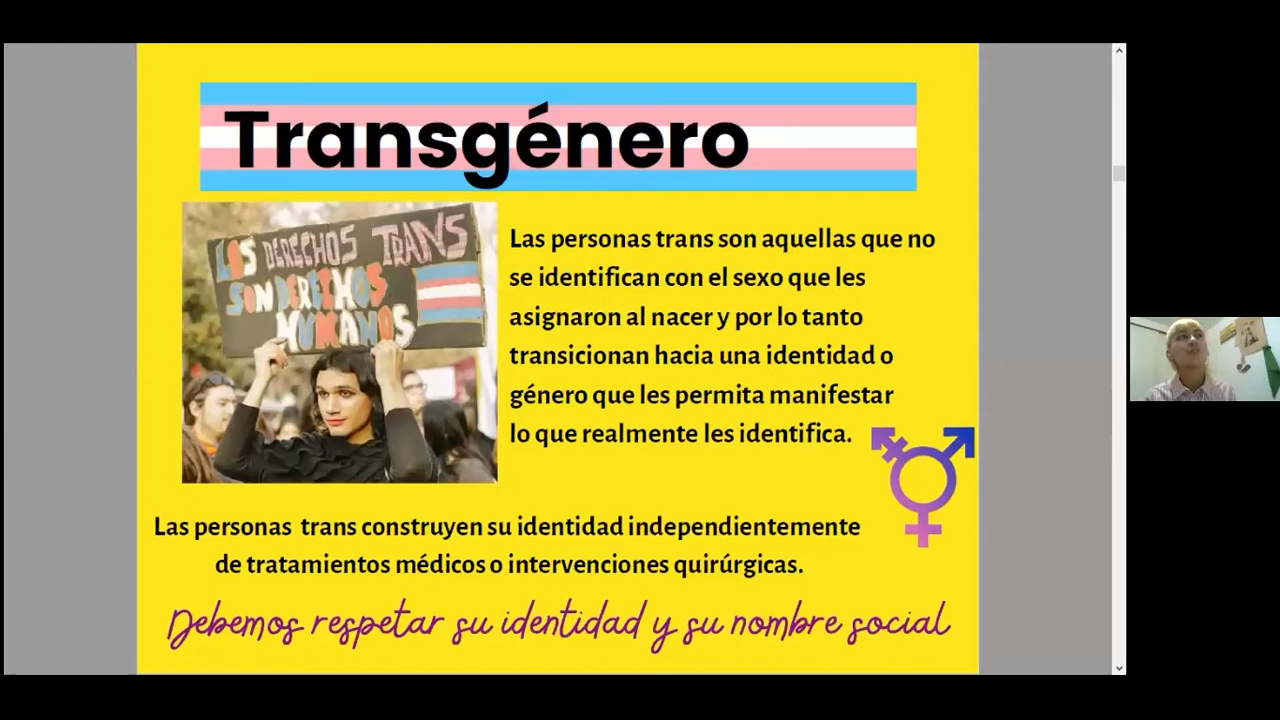 Transgénero
LOS DERECHOS TRANS
SON DERECHOS
HUMANOS
Las personas trans son aquellas que no
se identifican con el sexo que les
asignaron al nacer y por lo tanto
transicionan hacia una identidad o
género que les permita manifestar
lo que realmente les identifica.
Las personas trans construyen su identidad independientemente
de tratamientos médicos o intervenciones quirúrgicas.
Debemos respetar su identidad y su nombre social